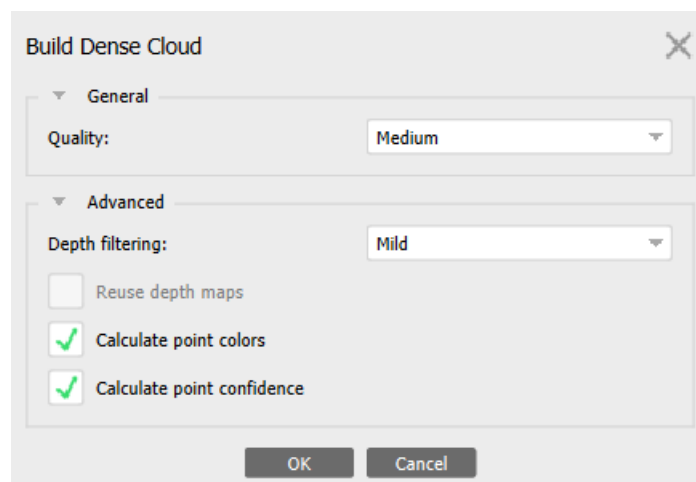 Build Dense Cloud
General
Quality: Medium
Advanced
Depth filtering: Mild
Reuse depth maps
Calculate point colors
Calculate point confidence
OK Cancel